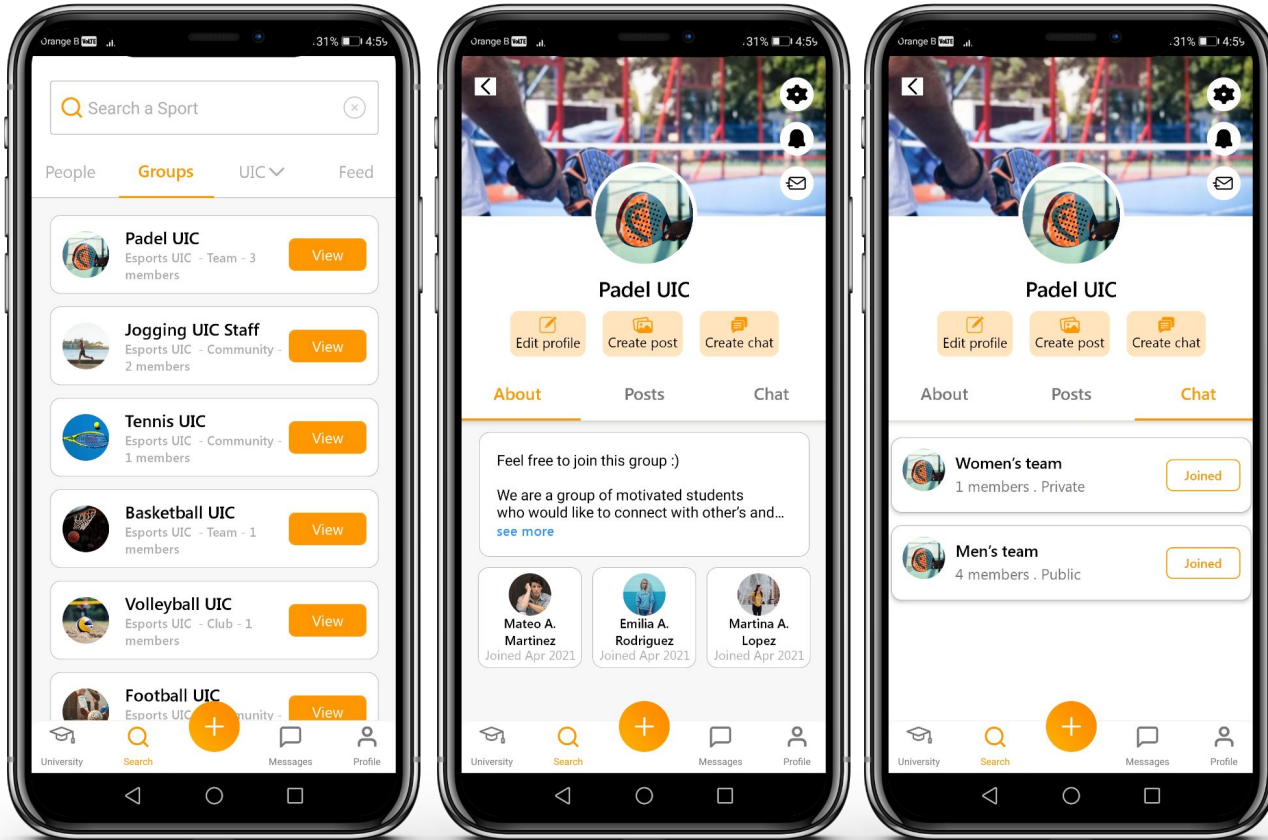 Orange B VoLTE 31% 4:59
Search a Sport
People Groups UIC Feed
Padel UIC
Esports UIC - Team - 3
members
View
Jogging UIC Staff
Esports UIC - Community -
2 members
View
Tennis UIC
Esports UIC - Community -
1 members
View
Basketball UIC
Esports UIC - Team - 1
members
View
Volleyball UIC
Esports UIC - Club - 1
members
View
Football UIC
Esports UIC
View
University Search Messages Profile
Orange B VoLTE 31% 4:59
Padel UIC
Edit profile Create post Create chat
About Posts Chat
Feel free to join this group :)
We are a group of motivated students
who would like to connect with other's and...
see more
Mateo A.
Martinez
Joined Apr 2021
Emilia A.
Rodriguez
Joined Apr 2021
Martina A.
Lopez
Joined Apr 2021
University Search Messages Profile
Orange B VoLTE 31% 4:59
Padel UIC
Edit profile Create post Create chat
About Posts Chat
Women's team
1 members . Private
Joined
Men's team
4 members . Public
Joined
University Search Messages Profile